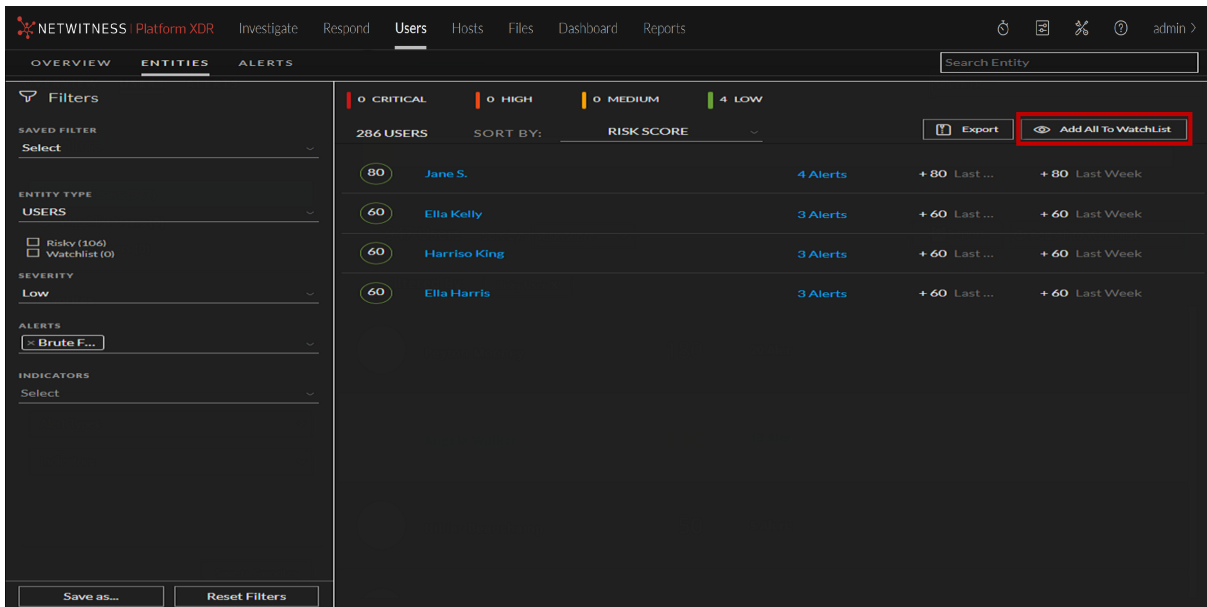 NETWITNESS | Platform XDR Investigate Respond Users Hosts Files Dashboard Reports admin >
OVERVIEW ENTITIES ALERTS Search Entity
Filters
SAVED FILTER
Select
ENTITY TYPE
USERS
Risky (106)
Watchlist (0)
SEVERITY
Low
ALERTS
× Brute F...
INDICATORS
Select
Save as... Reset Filters
0 CRITICAL 0 HIGH 0 MEDIUM 4 LOW
286 USERS SORT BY: RISK SCORE Export Add All To WatchList
80 Jane S. 4 Alerts + 80 Last ... + 80 Last Week
60 Ella Kelly 3 Alerts + 60 Last ... + 60 Last Week
60 Harriso King 3 Alerts + 60 Last ... + 60 Last Week
60 Ella Harris 3 Alerts + 60 Last ... + 60 Last Week